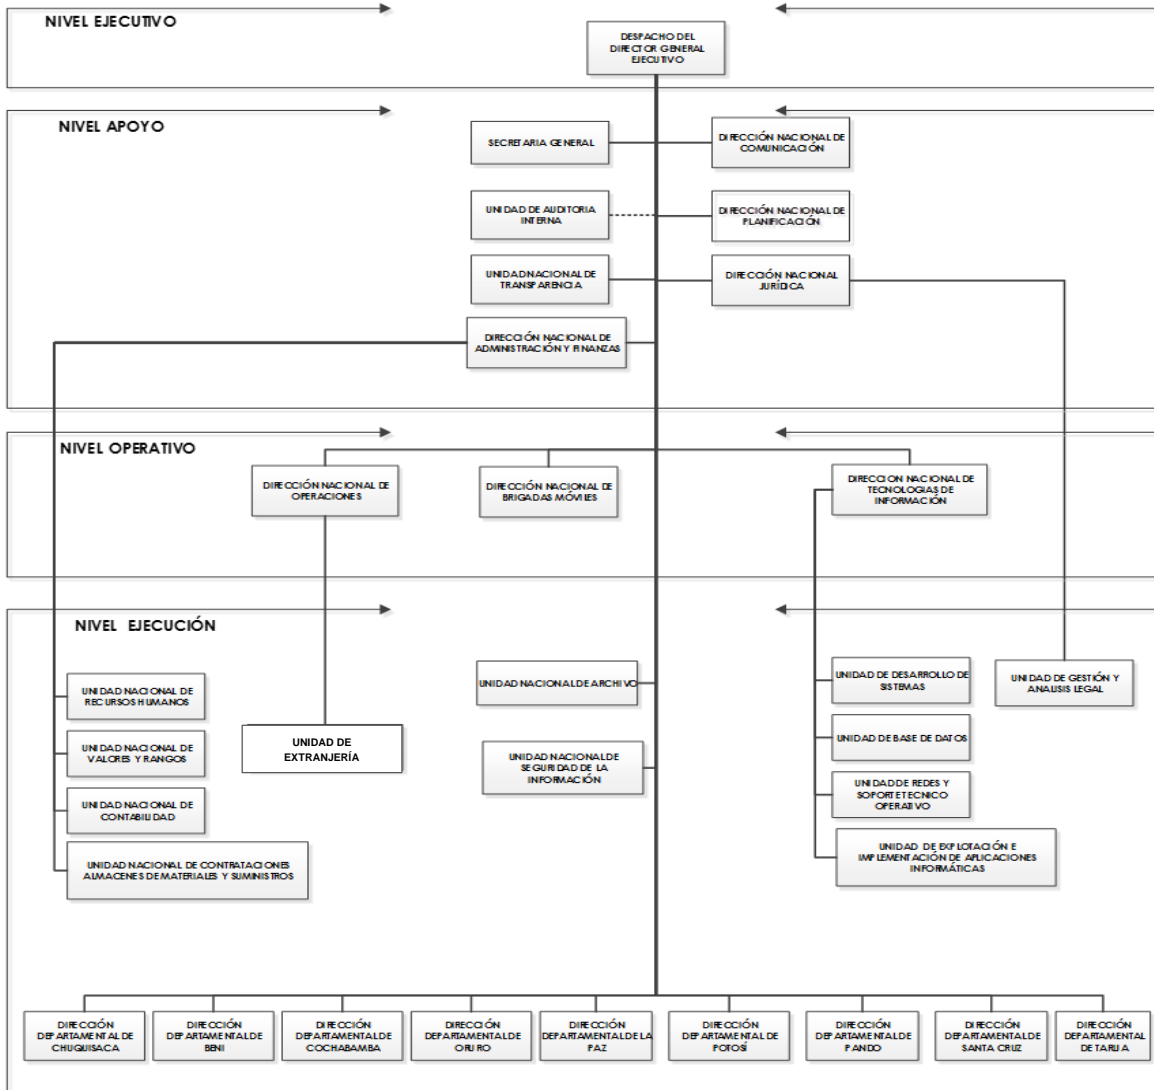 NIVEL EJECUTIVO
DESPACHO DEL
DIRECTOR GENERAL
EJECUTIVO
NIVEL APOYO
SECRETARIA GENERAL
DIRECCIÓN NACIONAL DE
COMUNICACIÓN
UNIDAD DE AUDITORIA
INTERNA
DIRECCIÓN NACIONAL DE
PLANIFICACIÓN
UNIDAD NACIONAL DE
TRANSPARENCIA
DIRECCIÓN NACIONAL
JURÍDICA
DIRECCIÓN NACIONAL DE
ADMINISTRACIÓN Y FINANZAS
NIVEL OPERATIVO
DIRECCIÓN NACIONAL DE
OPERACIONES
DIRECCIÓN NACIONAL DE
BRIGADAS MÓVILES
DIRECCION NACIONAL DE
TECNOLOGIAS DE
INFORMACIÓN
NIVEL EJECUCIÓN
UNIDAD NACIONAL DE
RECURSOS HUMANOS
UNIDAD NACIONAL DE
VALORES Y RANGOS
UNIDAD NACIONAL DE
CONTABILIDAD
UNIDAD NACIONAL DE CONTRATACIONES
ALMACENES DE MATERIALES Y SUMINISTROS
UNIDAD DE
EXTRANJERÍA
UNIDAD NACIONAL DE ARCHIVO
UNIDAD NACIONAL DE
SEGURIDAD DE LA
INFORMACIÓN
UNIDAD DE DESARROLLO DE
SISTEMAS
UNIDAD DE BASE DE DATOS
UNIDAD DE REDES Y
SOPORTE TECNICO
OPERATIVO
UNIDAD DE EXPLOTACIÓN E
IMPLEMENTACIÓN DE APLICACIONES
INFORMÁTICAS
UNIDAD DE GESTIÓN Y
ANALISIS LEGAL
DIRECCIÓN
DEPARTAMENTAL DE
CHUQUISACA
DIRECCIÓN
DEPARTAMENTAL DE
BENI
DIRECCIÓN
DEPARTAMENTAL DE
COCHABAMBA
DIRECCIÓN
DEPARTAMENTAL DE
ORURO
DIRECCIÓN
DEPARTAMENTAL DE LA
PAZ
DIRECCIÓN
DEPARTAMENTAL DE
POTOSÍ
DIRECCIÓN
DEPARTAMENTAL DE
PANDO
DIRECCIÓN
DEPARTAMENTAL DE
SANTA CRUZ
DIRECCIÓN
DEPARTAMENTAL
DE TARIJA